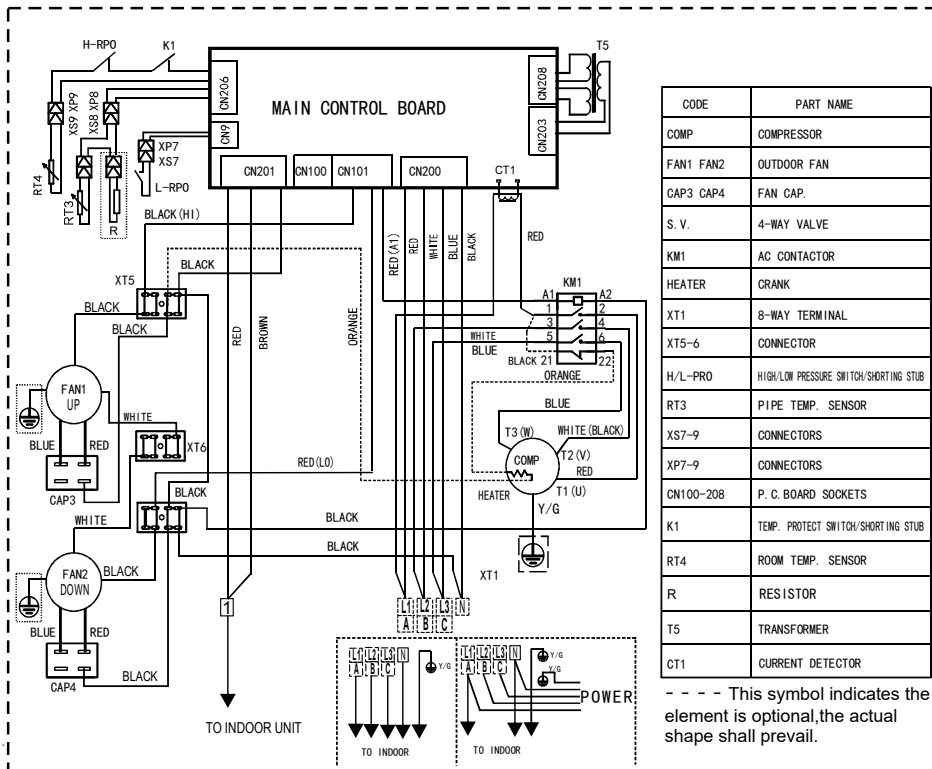 H-RPO
K1
CN206
CN9
MAIN CONTROL BOARD
CN208
CN203
T5
XS9 XP9
XS8 XP8
XP7
XS7
L-RPO
RT4
RT3
R
CN201
CN100
CN101
CN200
CT1
BLACK(HI)
BLACK
XT5
BLACK
BLACK
RED
BROWN
ORANGE
RED(A1)
RED
WHITE
BLUE
BLACK
RED
KM1
A1
A2
1
2
3
4
5
6
WHITE
BLUE
BLACK 21
22
ORANGE
FAN1
UP
WHITE
BLUE
RED
XT6
CAP3
BLUE
T3(W)
WHITE(BLACK)
COMP
T2(V)
RED
T1(U)
HEATER
Y/G
RED(LO)
BLACK
WHITE
BLACK
BLACK
FAN2
DOWN
BLACK
BLUE
RED
CAP4
BLACK
1
TO INDOOR UNIT
XT1
L1 L2 L3 N
A B C
L1 L2 L3 N
A B C
Y/G
TO INDOOR
L1 L2 L3 N
A B C
Y/G
POWER
TO INDOOR
CODE PART NAME
COMP COMPRESSOR
FAN1 FAN2 OUTDOOR FAN
CAP3 CAP4 FAN CAP.
S.V. 4-WAY VALVE
KM1 AC CONTACTOR
HEATER CRANK
XT1 8-WAY TERMINAL
XT5-6 CONNECTOR
H/L-PRO HIGH/LOW PRESSURE SWITCH/SHORTING STUB
RT3 PIPE TEMP. SENSOR
XS7-9 CONNECTORS
XP7-9 CONNECTORS
CN100-208 P.C.BOARD SOCKETS
K1 TEMP. PROTECT SWITCH/SHORTING STUB
RT4 ROOM TEMP. SENSOR
R RESISTOR
T5 TRANSFORMER
CT1 CURRENT DETECTOR
- - - - This symbol indicates the
element is optional,the actual
shape shall prevail.